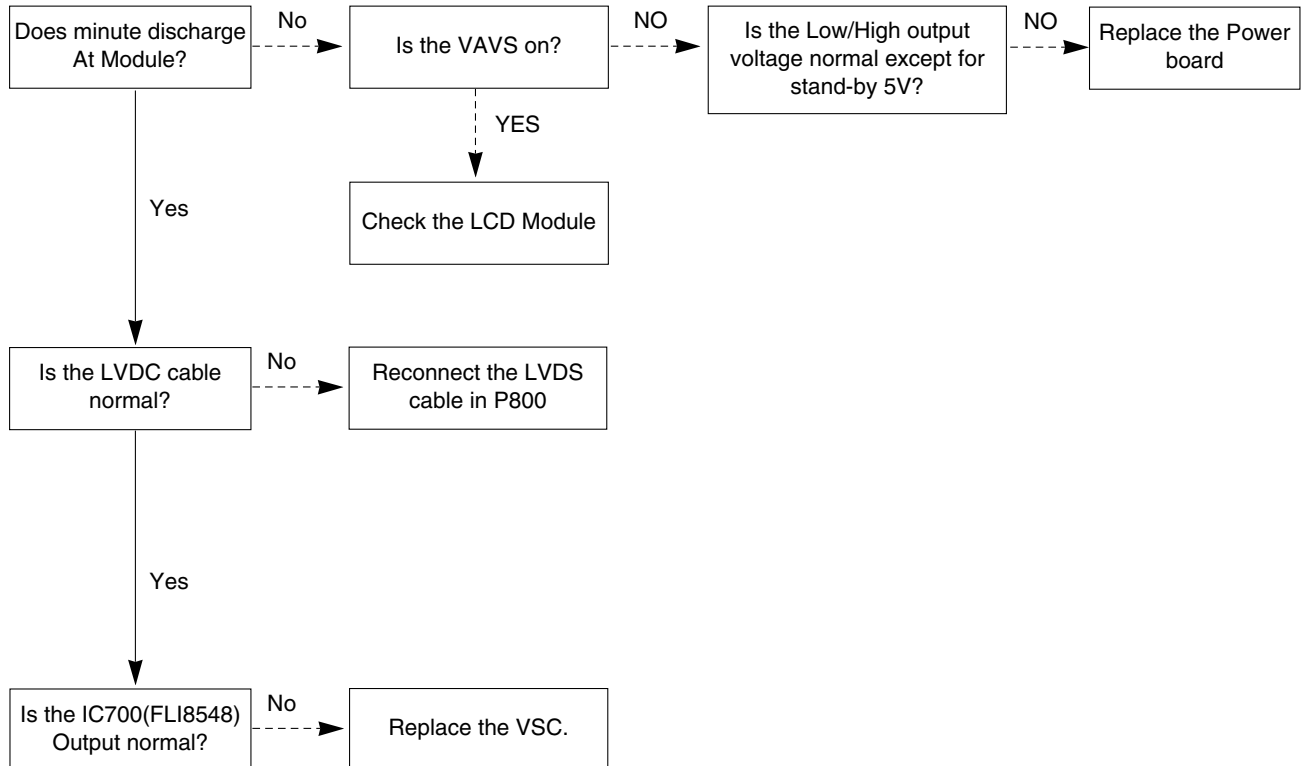 Does minute discharge
At Module?
No
Is the VAVS on?
NO
Is the Low/High output
voltage normal except for
stand-by 5V?
NO
Replace the Power
board
YES
Check the LCD Module
Yes
Is the LVDC cable
normal?
No
Reconnect the LVDS
cable in P800
Yes
Is the IC700(FLI8548)
Output normal?
No
Replace the VSC.